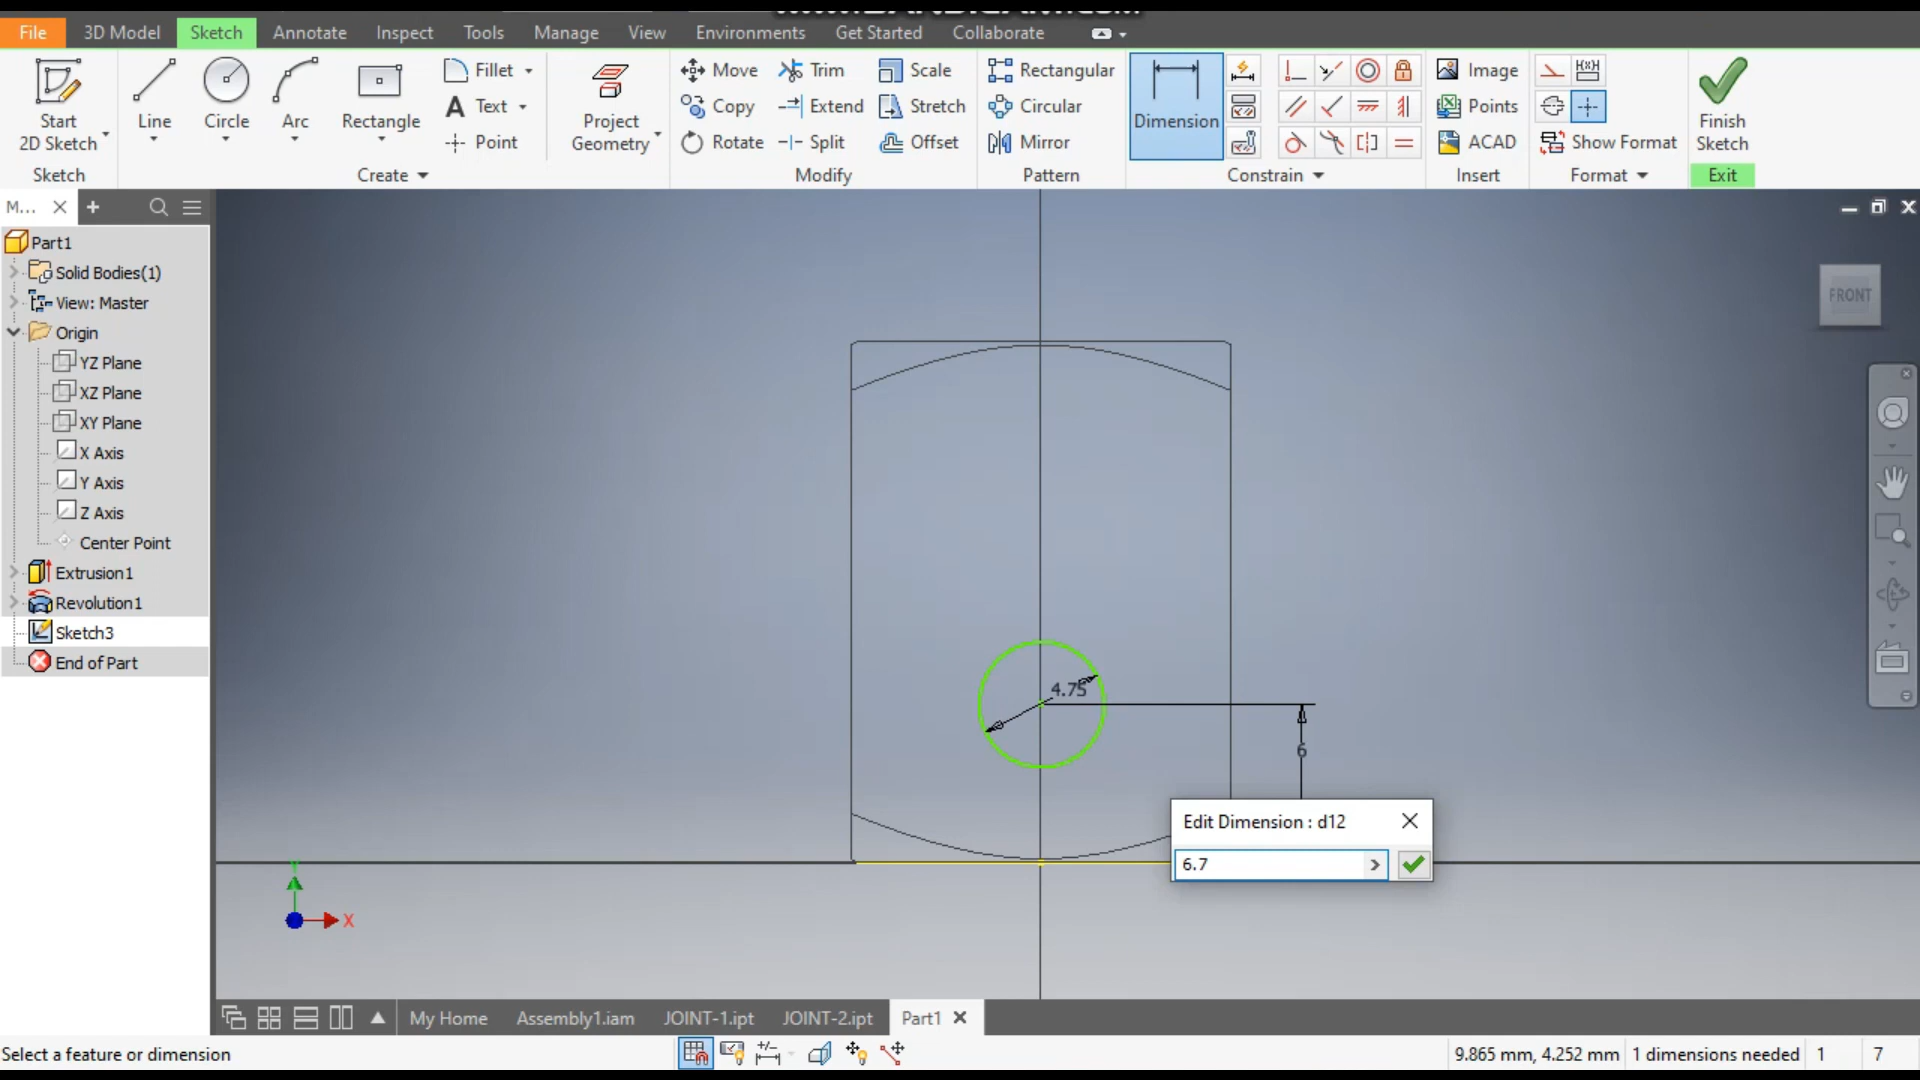 File 3D Model Sketch Annotate Inspect Tools Manage View Environments Get Started Collaborate
Start
2D Sketch
Sketch
Line
Circle
Arc
Rectangle
Fillet
Text
Point
Create
Project
Geometry
Move Trim Scale
Copy Extend Stretch
Rotate Split Offset
Modify
Rectangular
Circular
Mirror
Pattern
Dimension
Constrain
Image
Points
ACAD
Insert
Show Format
Format
Finish
Sketch
Exit
M...
Part1
Solid Bodies(1)
View: Master
Origin
YZ Plane
XZ Plane
XY Plane
X Axis
Y Axis
Z Axis
Center Point
Extrusion1
Revolution1
Sketch3
End of Part
FRONT
4.75
6
Edit Dimension : d12
6.7
X
My Home Assembly1.iam JOINT-1.ipt JOINT-2.ipt Part1
Select a feature or dimension
9.865 mm, 4.252 mm 1 dimensions needed 1 7